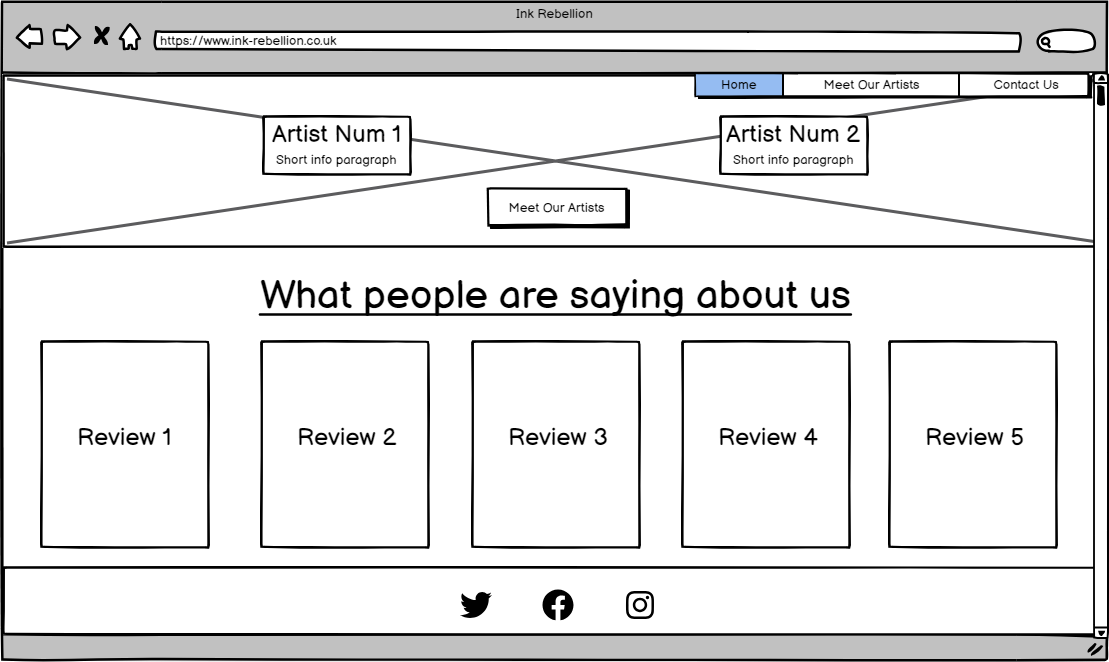 Ink Rebellion
https://www.ink-rebellion.co.uk
Home Meet Our Artists Contact Us
Artist Num 1
Short info paragraph
Artist Num 2
Short info paragraph
Meet Our Artists
What people are saying about us
Review 1
Review 2
Review 3
Review 4
Review 5